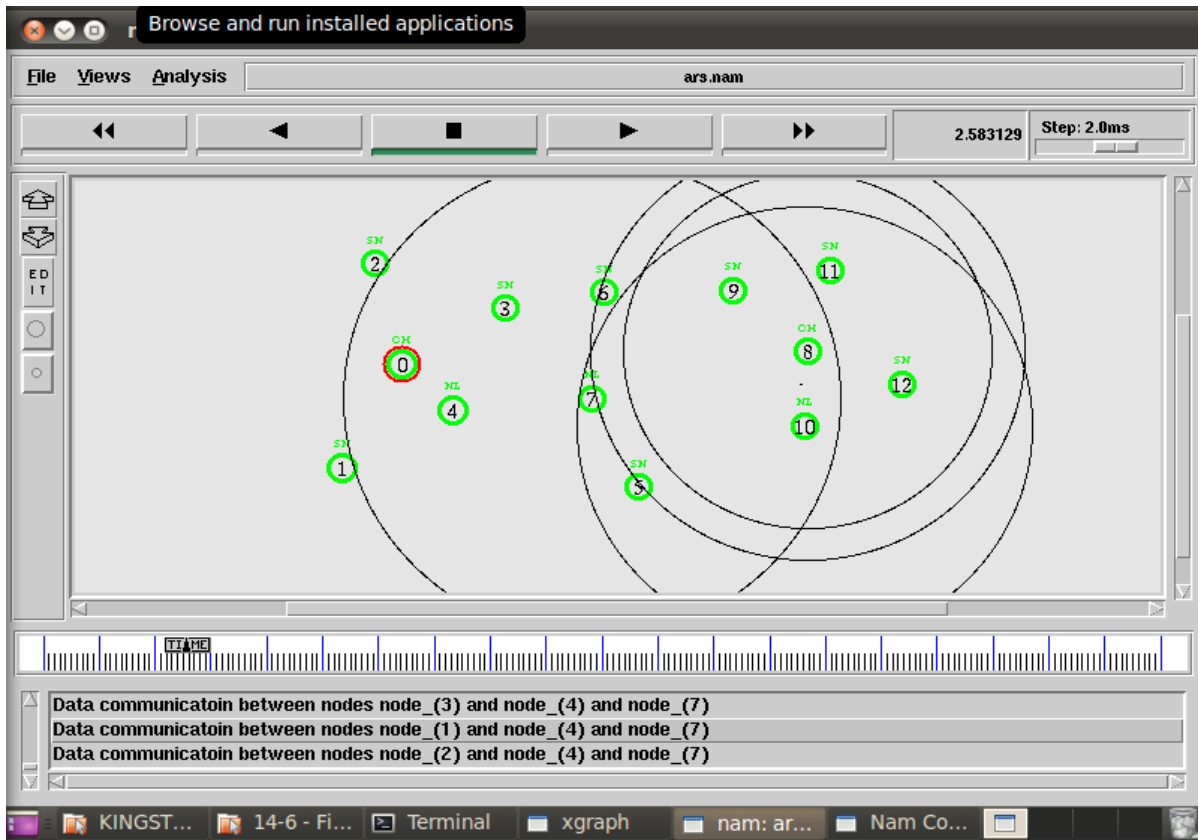 Browse and run installed applications
File Views Analysis ars.nam
2.583129 Step: 2.0ms
ED
IT
SN
2
SN
11
SN
6
SN
9
SN
3
CH
0
CH
8
SN
12
NL
4
NL
7
NL
10
SN
1
SN
5
TIME
Data communicatoin between nodes node_(3) and node_(4) and node_(7)
Data communicatoin between nodes node_(1) and node_(4) and node_(7)
Data communicatoin between nodes node_(2) and node_(4) and node_(7)
KINGST... 14-6 - Fi... Terminal xgraph nam: ar... Nam Co...